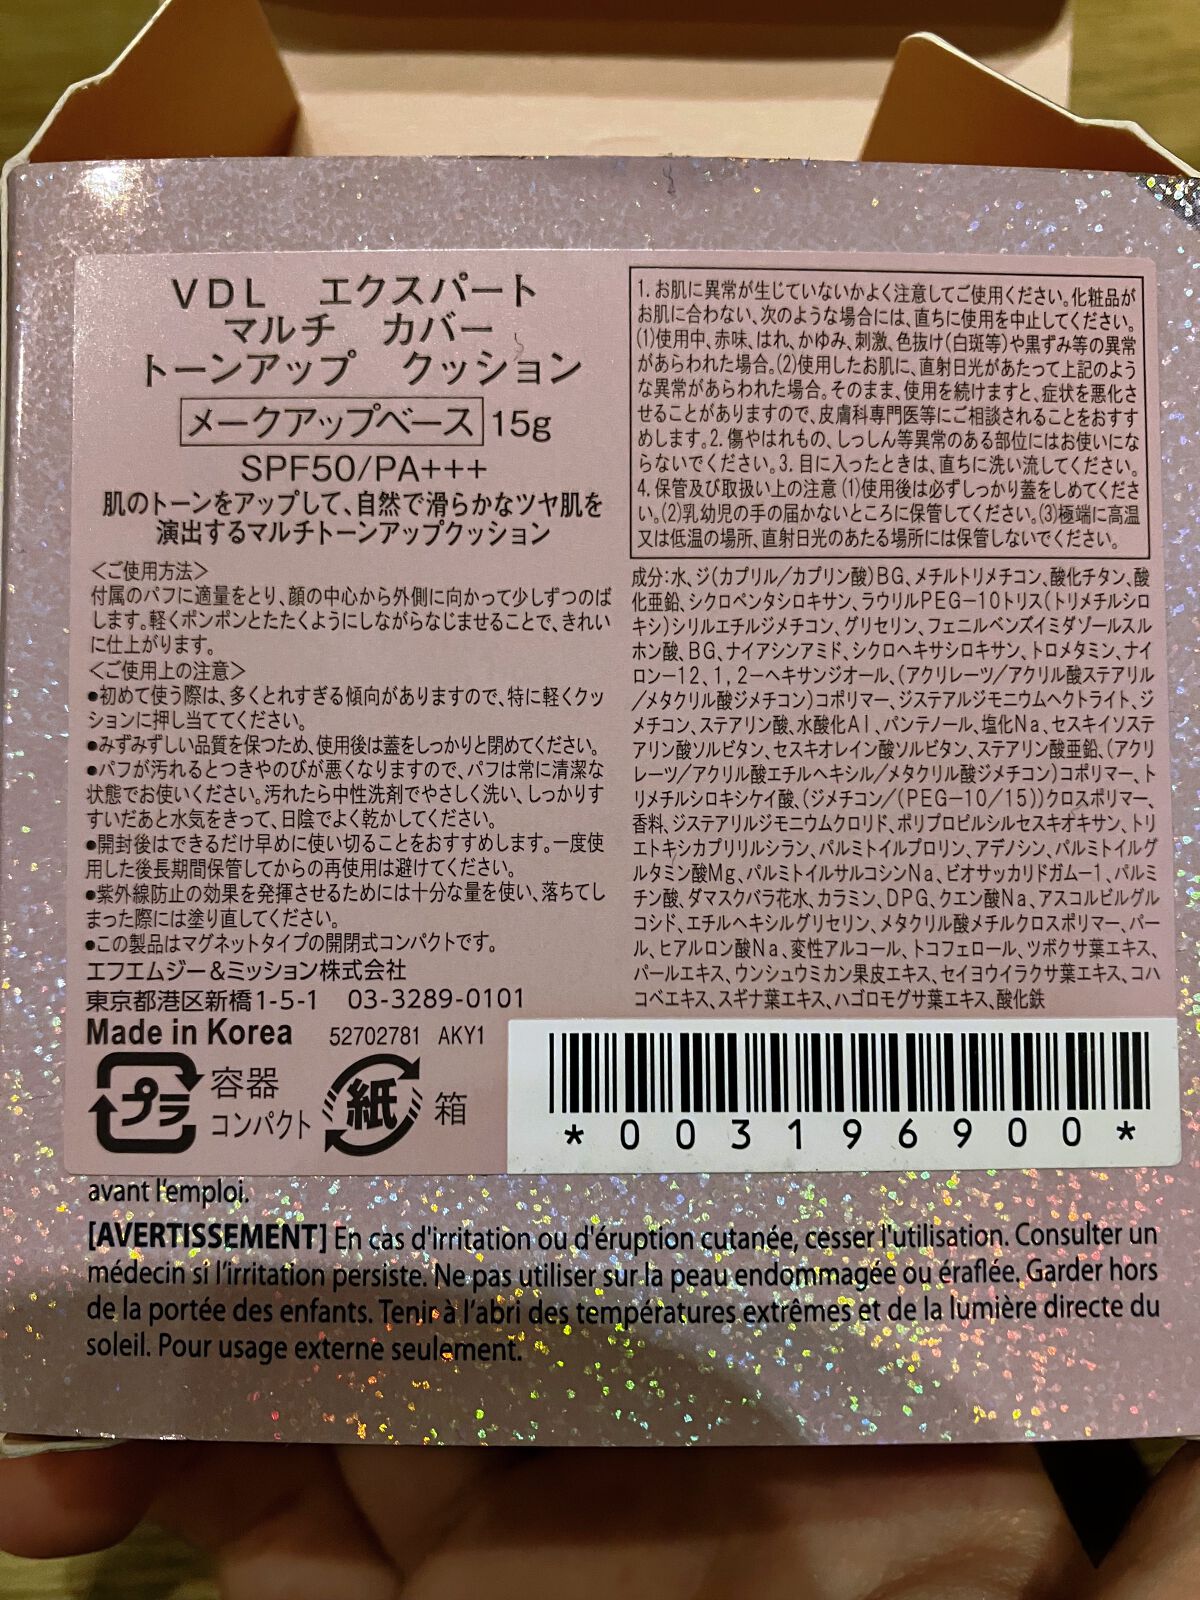 VDL エクスパート
マルチ カバー
トーンアップ クッション
メークアップベース 15g
SPF50/PA+++
肌のトーンをアップして、自然で滑らかなツヤ肌を
演出するマルチトーンアップクッション
<ご使用方法>
付属のパフに適量をとり、顔の中心から外側に向かって少しずつのば
します。軽くポンポンとたたくようにしながらなじませることで、きれい
に仕上がります。
<ご使用上の注意>
●初めて使う際は、多くとれすぎる傾向がありますので、特に軽くクッ
ションに押し当ててください。
●みずみずしい品質を保つため、使用後は蓋をしっかりと閉めてください。
●パフが汚れるとつきやのびが悪くなりますので、パフは常に清潔な
状態でお使いください。汚れたら中性洗剤でやさしく洗い、しっかりす
すいだあと水気をきって、日陰でよく乾かしてください。
●開封後はできるだけ早めに使い切ることをおすすめします。一度使
用した後長期間保管してからの再使用は避けてください。
●紫外線防止の効果を発揮させるためには十分な量を使い、落ちてし
まった際には塗り直してください。
●この製品はマグネットタイプの開閉式コンパクトです。
エフエムジー&ミッション株式会社
東京都港区新橋1-5-1 03-3289-0101
Made in Korea 52702781 AKY1
プラ 容器 コンパクト 紙 箱
1. お肌に異常が生じていないかよく注意してご使用ください。化粧品が
お肌に合わない、次のような場合には、直ちに使用を中止してください。
(1)使用中、赤味、はれ、かゆみ、刺激、色抜け(白斑等)や黒ずみ等の異常
があらわれた場合。(2)使用したお肌に、直射日光があたって上記のよう
な異常があらわれた場合。そのまま、使用を続けますと、症状を悪化さ
せることがありますので、皮膚科専門医等にご相談されることをおすす
めします。2. 傷やはれもの、しっしん等異常のある部位にはお使いにな
らないでください。3. 目に入ったときは、直ちに洗い流してください。
4. 保管及び取扱い上の注意 (1)使用後は必ずしっかり蓋をしめてくださ
い。(2)乳幼児の手の届かないところに保管してください。(3)極端に高温
又は低温の場所、直射日光のあたる場所には保管しないでください。
成分:水、ジ(カプリル/カプリン酸)BG、メチルトリメチコン、酸化チタン、酸
化亜鉛、シクロペンタシロキサン、ラウリルPEG-10トリス(トリメチルシロ
キシ)シリルエチルジメチコン、グリセリン、フェニルベンズイミダゾールスル
ホン酸、BG、ナイアシンアミド、シクロヘキサシロキサン、トロメタミン、ナイ
ロン-12、1, 2-ヘキサンジオール、(アクリレーツ/アクリル酸ステアリル
/メタクリル酸ジメチコン)コポリマー、ジステアルジモニウムヘクトライト、ジ
メチコン、ステアリン酸、水酸化Al、パンテノール、塩化Na、セスキイソステ
アリン酸ソルビタン、セスキオレイン酸ソルビタン、ステアリン酸亜鉛、(アクリ
レーツ/アクリル酸エチルヘキシル/メタクリル酸ジメチコン)コポリマー、ト
リメチルシロキシケイ酸、(ジメチコン/(PEG-10/15))クロスポリマー、
香料、ジステアリルジモニウムクロリド、ポリプロピルシルセスキオキサン、トリ
エトキシカプリリルシラン、パルミトイルプロリン、アデノシン、パルミトイルグ
ルタミン酸Mg、パルミトイルサルコシンNa、ビオサッカリドガム-1、パルミ
チン酸、ダマスクバラ花水、カラミン、DPG、クエン酸Na、アスコルビルグル
コシド、エチルヘキシルグリセリン、メタクリル酸メチルクロスポリマー、パー
ル、ヒアルロン酸Na、変性アルコール、トコフェロール、ツボクサ葉エキス、
パールエキス、ウンシュウミカン果皮エキス、セイヨウイラクサ葉エキス、コハ
コベエキス、スギナ葉エキス、ハゴロモグサ葉エキス、酸化鉄
*003196900*
avant l'emploi.
[AVERTISSEMENT] En cas d'irritation ou d'éruption cutanée, cesser l'utilisation. Consulter un
médecin si l'irritation persiste. Ne pas utiliser sur la peau endommagée ou éraflée. Garder hors
de la portée des enfants. Tenir à l'abri des températures extrêmes et de la lumière directe du
soleil. Pour usage externe seulement.